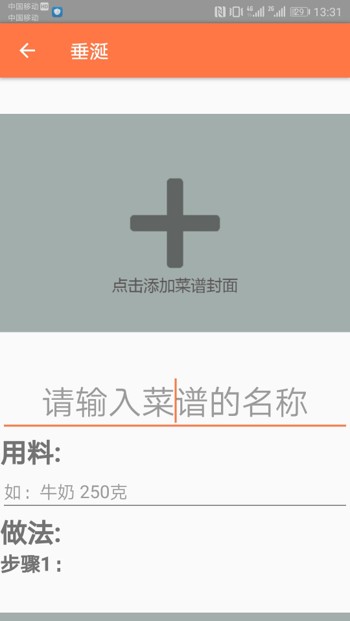 中国移动 HD
中国移动
13:31
垂涎
点击添加菜谱封面
请输入菜谱的名称
用料:
如：牛奶 250克
做法:
步骤1：